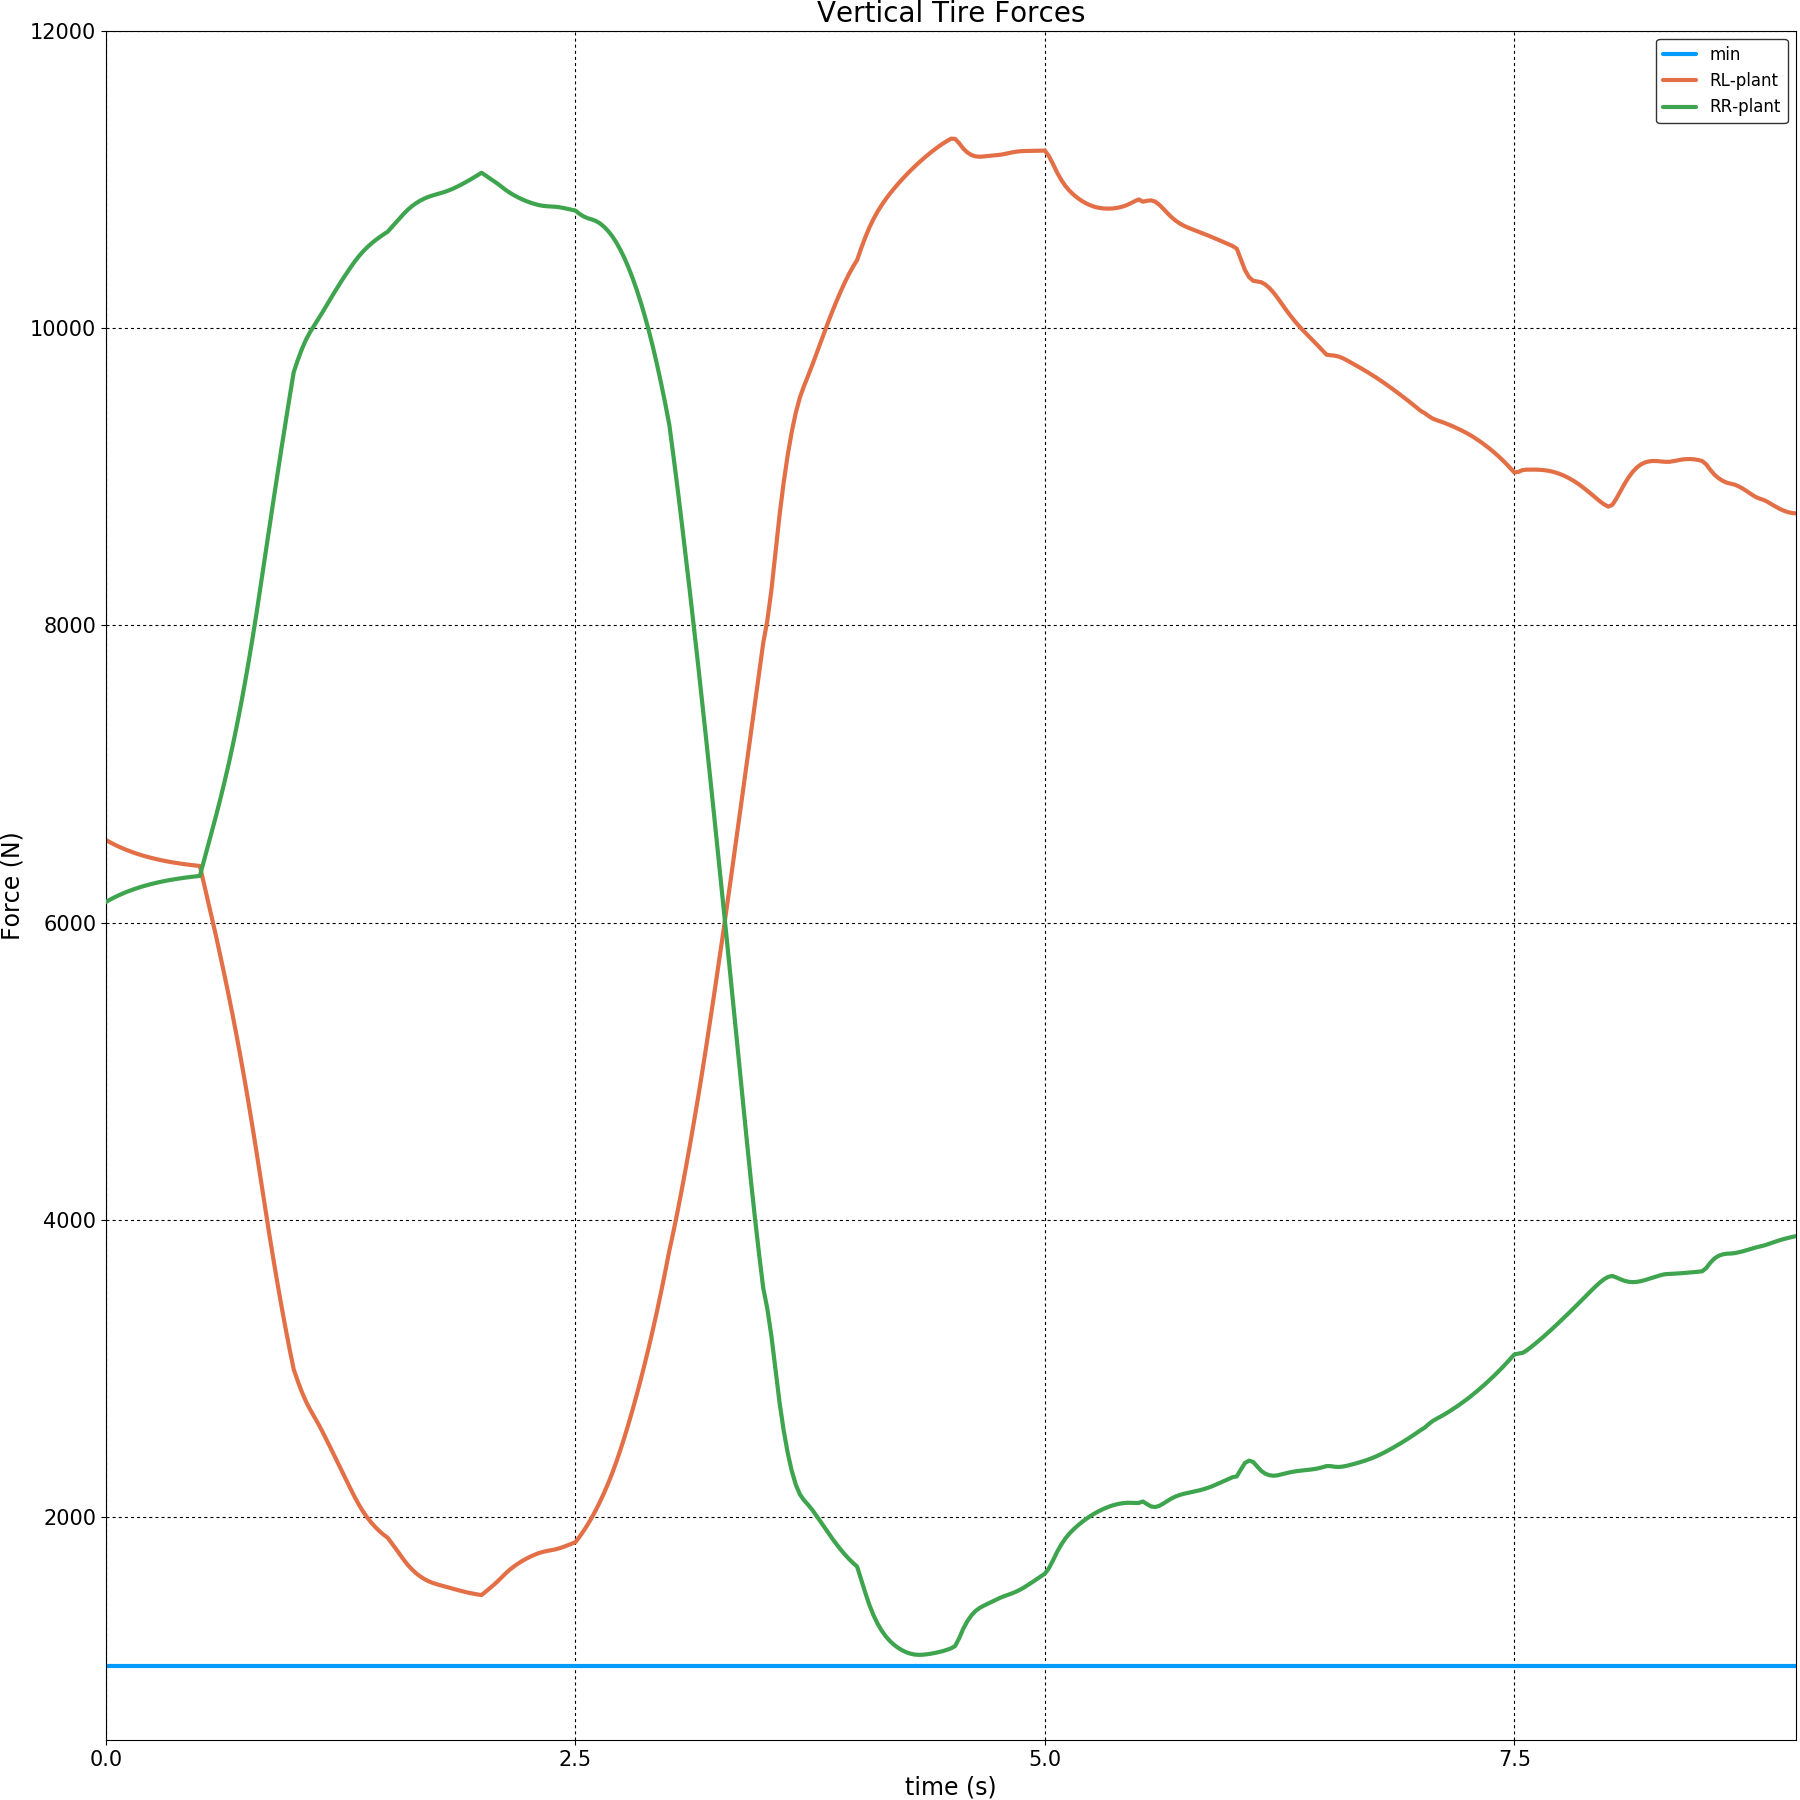 Vertical Tire Forces
12000
10000
8000
6000
4000
2000
Force (N)
min
RL-plant
RR-plant
0.0 2.5 5.0 7.5
time (s)